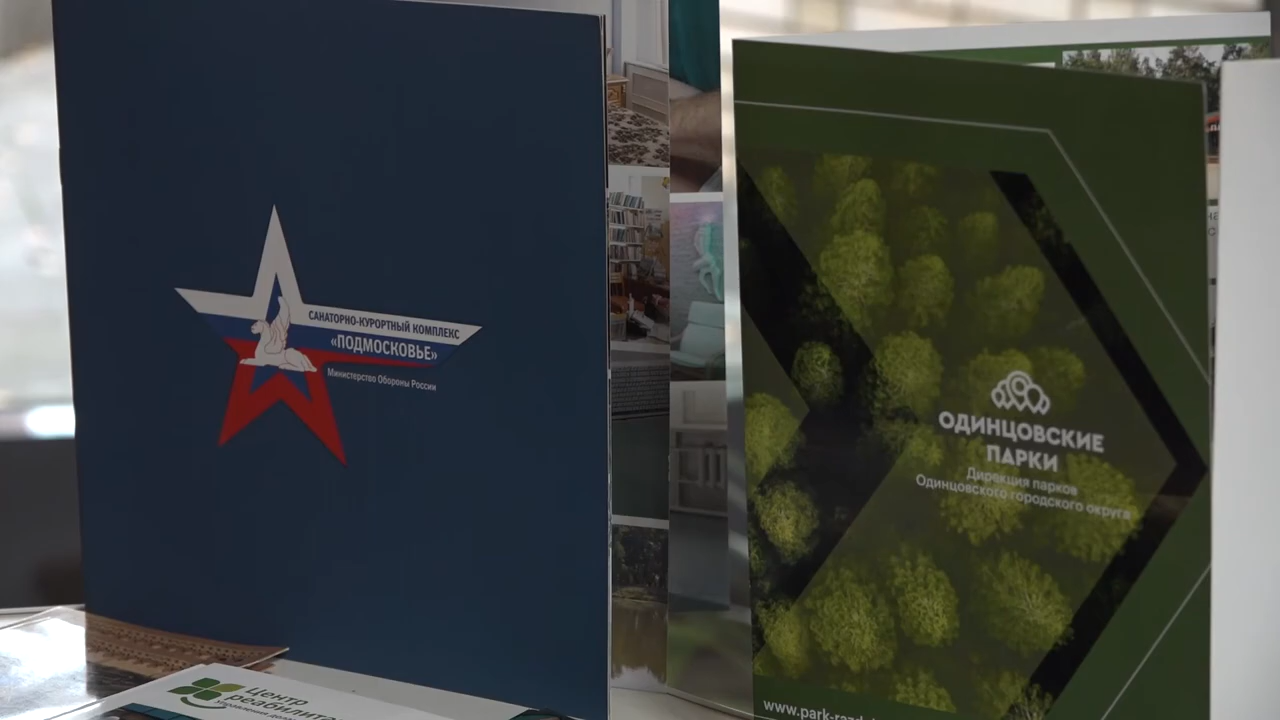 САНАТОРНО-КУРОРТНЫЙ КОМПЛЕКС
«ПОДМОСКОВЬЕ»
Министерство Обороны России
ОДИНЦОВСКИЕ
ПАРКИ
Дирекция парков
Одинцовского городского округа
Центр